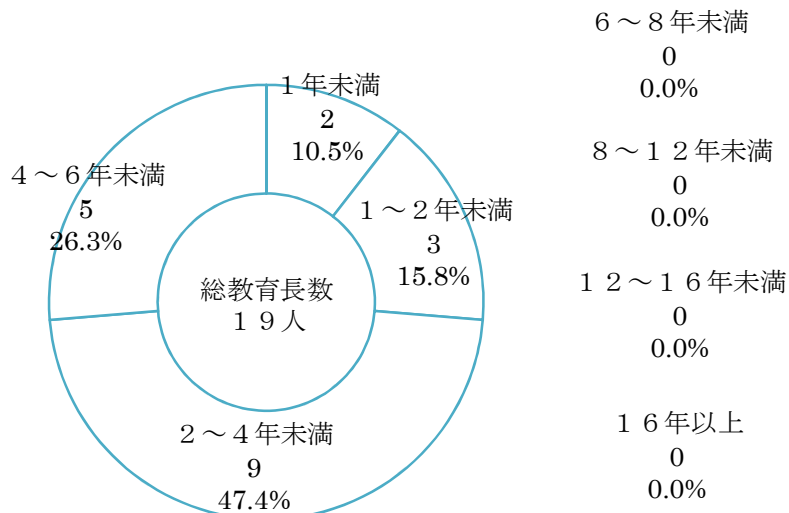 １年未満
2
10.5%
１～２年未満
3
15.8%
２～４年未満
9
47.4%
４～６年未満
5
26.3%
総教育長数
１９人
６～８年未満
0
0.0%
８～１２年未満
0
0.0%
１２～１６年未満
0
0.0%
１６年以上
0
0.0%